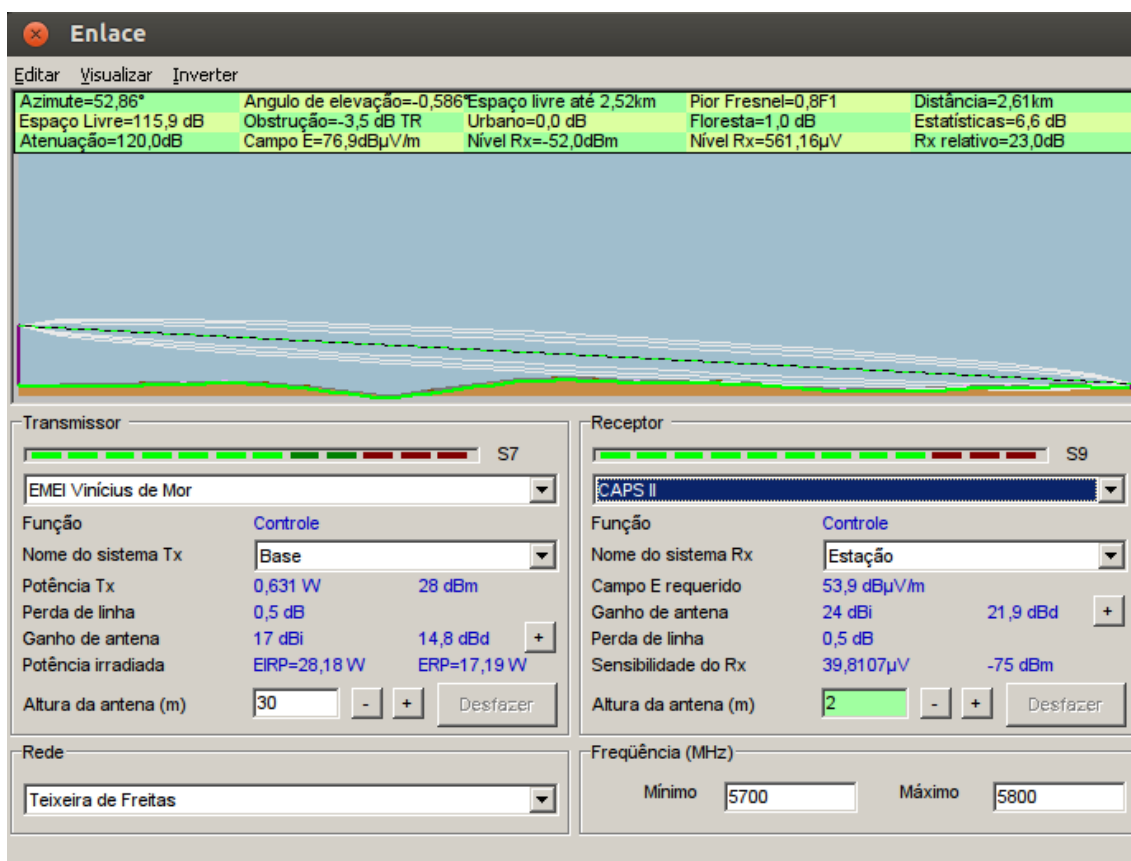 Enlace
Editar Visualizar Inverter
Azimute=52,86° Angulo de elevação=-0,586° Espaço livre até 2,52km Pior Fresnel=0,8F1 Distância=2,61km
Espaço Livre=115,9 dB Obstrução=-3,5 dB TR Urbano=0,0 dB Floresta=1,0 dB Estatísticas=6,6 dB
Atenuação=120,0dB Campo E=76,9dBµV/m Nível Rx=-52,0dBm Nível Rx=561,16µV Rx relativo=23,0dB
Transmissor
S7
EMEI Vinícius de Mor
Função Controle
Nome do sistema Tx Base
Potência Tx 0,631 W 28 dBm
Perda de linha 0,5 dB
Ganho de antena 17 dBi 14,8 dBd +
Potência irradiada EIRP=28,18 W ERP=17,19 W
Altura da antena (m) 30 - + Desfazer
Rede
Teixeira de Freitas
Receptor
S9
CAPS II
Função Controle
Nome do sistema Rx Estação
Campo E requerido 53,9 dBµV/m
Ganho de antena 24 dBi 21,9 dBd +
Perda de linha 0,5 dB
Sensibilidade do Rx 39,8107µV -75 dBm
Altura da antena (m) 2 - + Desfazer
Freqüência (MHz)
Mínimo 5700 Máximo 5800